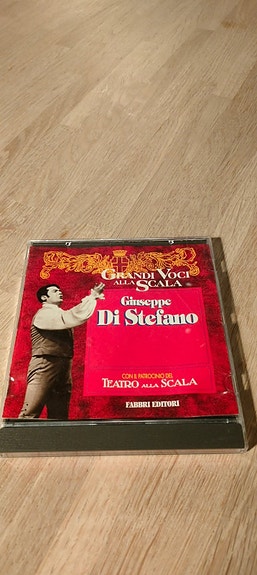 GRANDI VOCI
ALLA SCALA
Giuseppe
Di Stefano
CON IL PATROCINIO DEL
TEATRO ALLA SCALA
FABBRI EDITORI